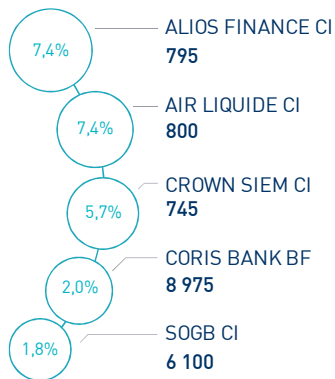 7,4%
ALIOS FINANCE CI
795
7,4%
AIR LIQUIDE CI
800
5,7%
CROWN SIEM CI
745
2,0%
CORIS BANK BF
8 975
1,8%
SOGB CI
6 100